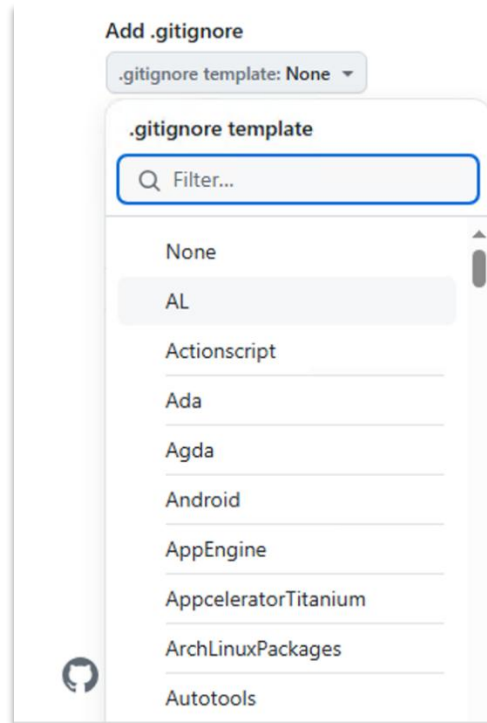 Add .gitignore
.gitignore template: None
.gitignore template
Filter...
None
AL
Actionscript
Ada
Agda
Android
AppEngine
AppceleratorTitanium
ArchLinuxPackages
Autotools